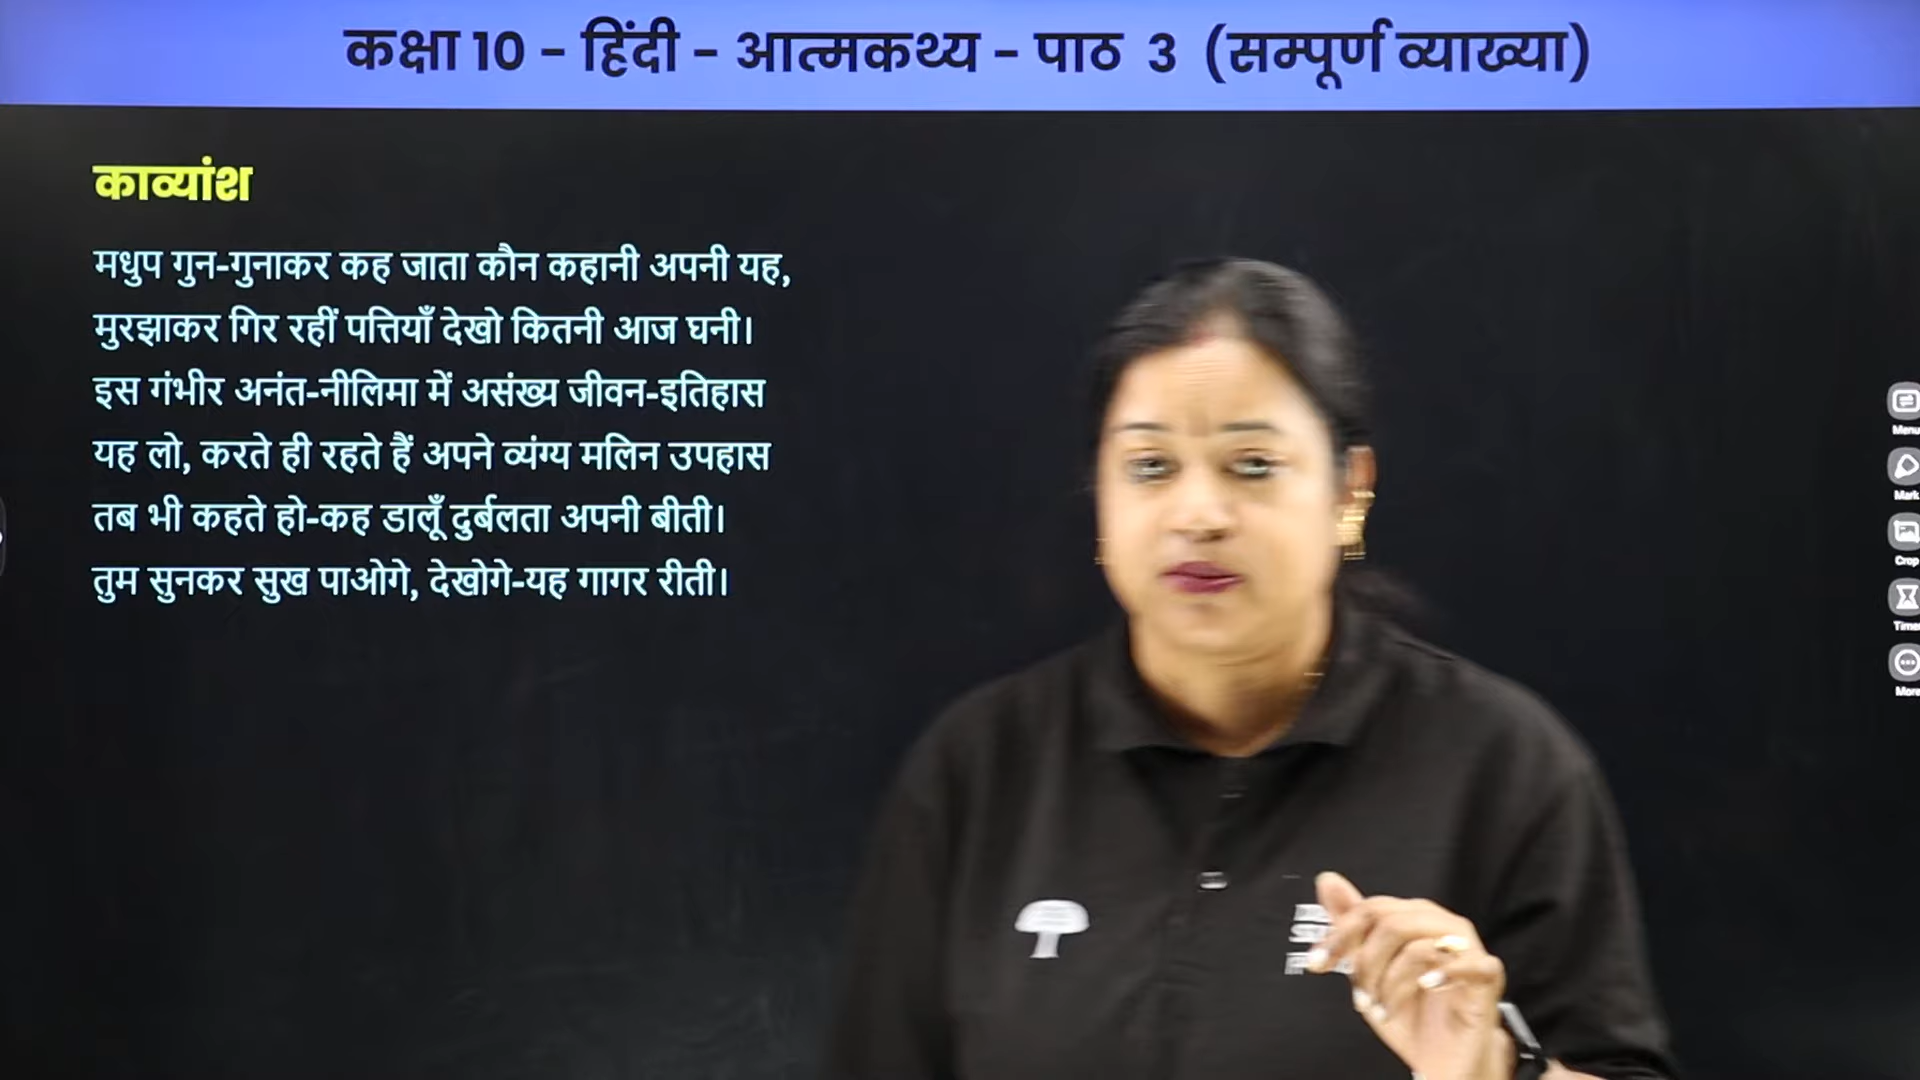 कक्षा 10 - हिंदी - आत्मकथ्य - पाठ 3 (सम्पूर्ण व्याख्या)
काव्यांश
मधुप गुन-गुनाकर कह जाता कौन कहानी अपनी यह,
मुरझाकर गिर रहीं पत्तियाँ देखो कितनी आज घनी।
इस गंभीर अनंत-नीलिमा में असंख्य जीवन-इतिहास
यह लो, करते ही रहते हैं अपने व्यंग्य मलिन उपहास
तब भी कहते हो-कह डालूँ दुर्बलता अपनी बीती।
तुम सुनकर सुख पाओगे, देखोगे-यह गागर रीती।
Menu
Mark
Crop
Timer
More